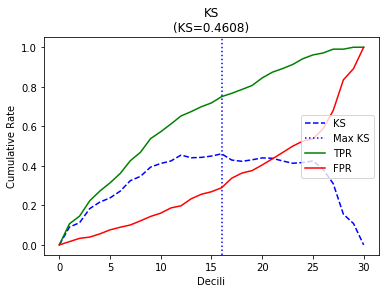 KS
(KS=0.4608)
Cumulative Rate
1.0
0.8
0.6
0.4
0.2
0.0
KS
Max KS
TPR
FPR
0 5 10 15 20 25 30
Decili